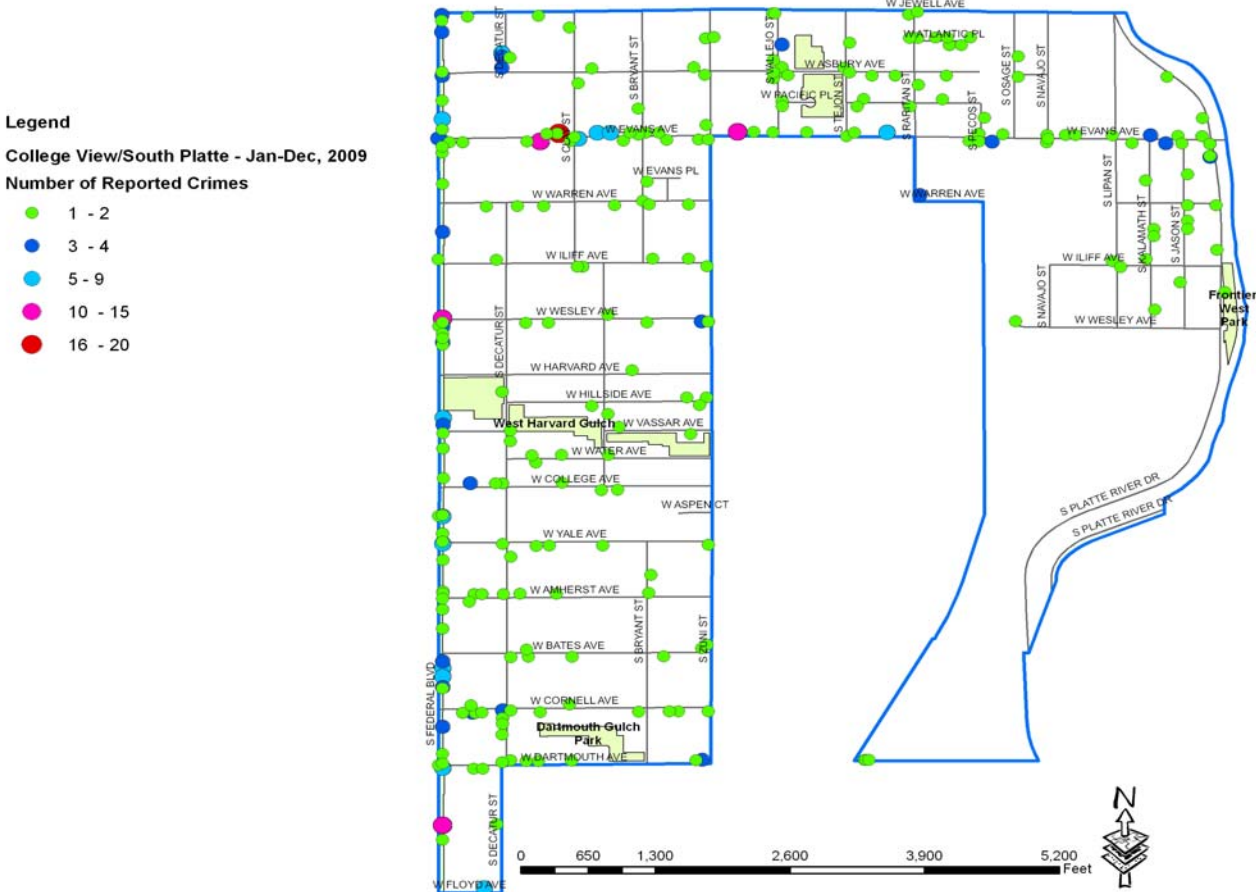 Legend
College View/South Platte - Jan-Dec, 2009
Number of Reported Crimes
1 - 2
3 - 4
5 - 9
10 - 15
16 - 20
W JEWELL AVE
S DECATUR ST
S VALLEJO ST
W ATLANTIC PL
S BRYANT ST
W ASBURY AVE
S OSAGE ST
S NAVAJO ST
W PACIFIC PL
S TEJON ST
S RARITAN ST
S PECOS ST
W EVANS AVE
W EVANS AVE
W EVANS PL
S LIPAN ST
W WARREN AVE
W WARREN AVE
S KALAMATH ST
S JASON ST
W ILIFF AVE
W ILIFF AVE
S NAVAJO ST
Frontier
West
Park
W WESLEY AVE
W WESLEY AVE
S DECATUR ST
W HARVARD AVE
W HILLSIDE AVE
West Harvard Gulch
W VASSAR AVE
W WATER AVE
W COLLEGE AVE
W ASPEN CT
S PLATTE RIVER DR
S PLATTE RIVER DR
W YALE AVE
W AMHERST AVE
S BRYANT ST
S ZUNI ST
W BATES AVE
S FEDERAL BLVD
W CORNELL AVE
Dartmouth Gulch
Park
W DARTMOUTH AVE
S DECATUR ST
W FLOYD AVE
N
0 650 1,300 2,600 3,900 5,200
Feet